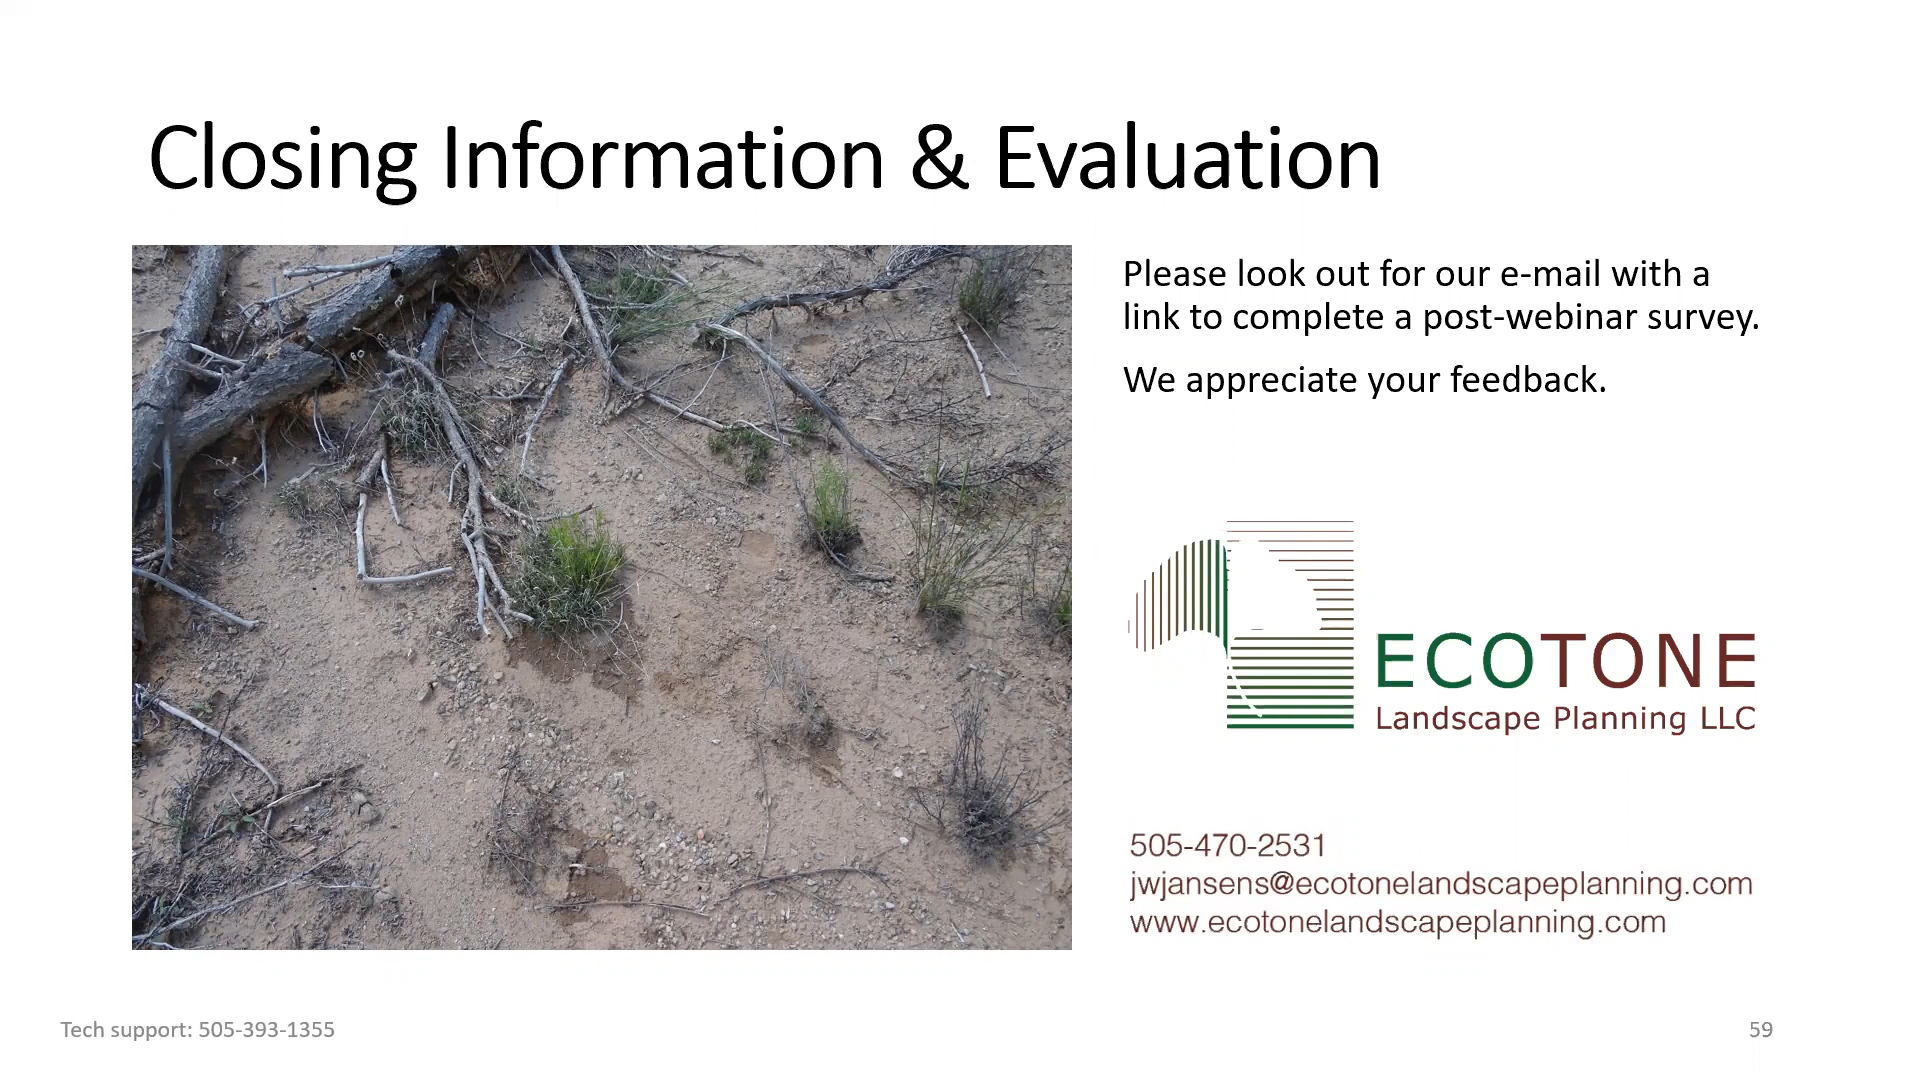 Closing Information & Evaluation
Please look out for our e-mail with a
link to complete a post-webinar survey.
We appreciate your feedback.
ECOTONE
Landscape Planning LLC
505-470-2531
jwjansens@ecotonelandscapeplanning.com
www.ecotonelandscapeplanning.com
Tech support: 505-393-1355
59